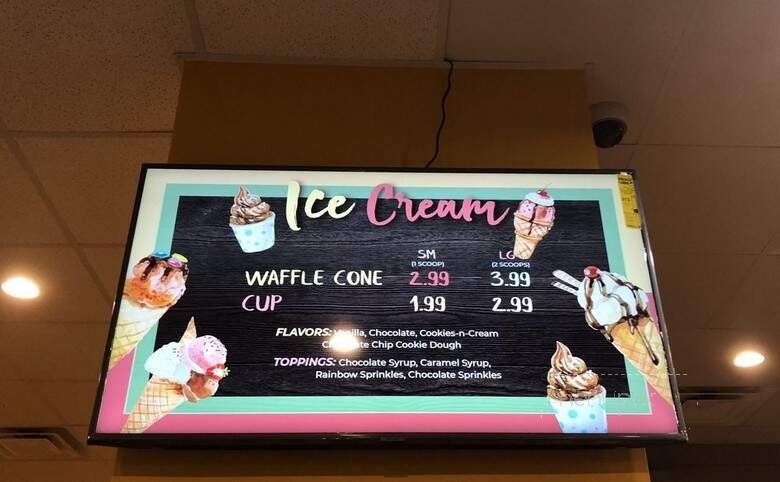 Ice Cream
SM LG
(1 SCOOP) (2 SCOOPS)
WAFFLE CONE 2.99 3.99
CUP 1.99 2.99
FLAVORS: Vanilla, Chocolate, Cookies-n-Cream
Chocolate Chip Cookie Dough
TOPPINGS: Chocolate Syrup, Caramel Syrup,
Rainbow Sprinkles, Chocolate Sprinkles